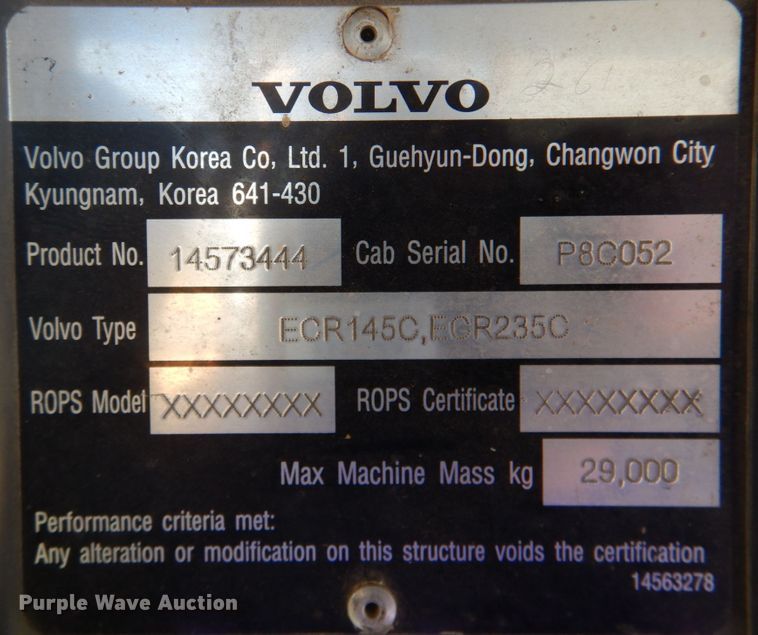 VOLVO
Volvo Group Korea Co, Ltd. 1, Guehyun-Dong, Changwon City
Kyungnam, Korea 641-430
Product No. 14573444 Cab Serial No. P8C052
Volvo Type ECR145C,ECR235C
ROPS Model XXXXXXXX ROPS Certificate XXXXXXXX
Max Machine Mass kg 29,000
Performance criteria met:
Any alteration or modification on this structure voids the certification
14563278
Purple Wave Auction